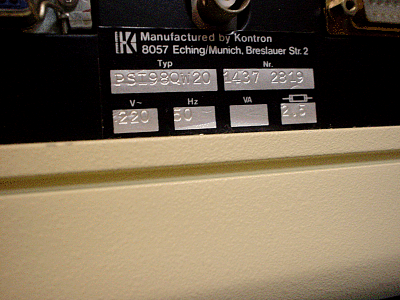 Manufactured by Kontron
8057 Eching/Munich, Breslauer Str. 2
Typ Nr.
1437 2819
V~ Hz VA
220 50 2,5